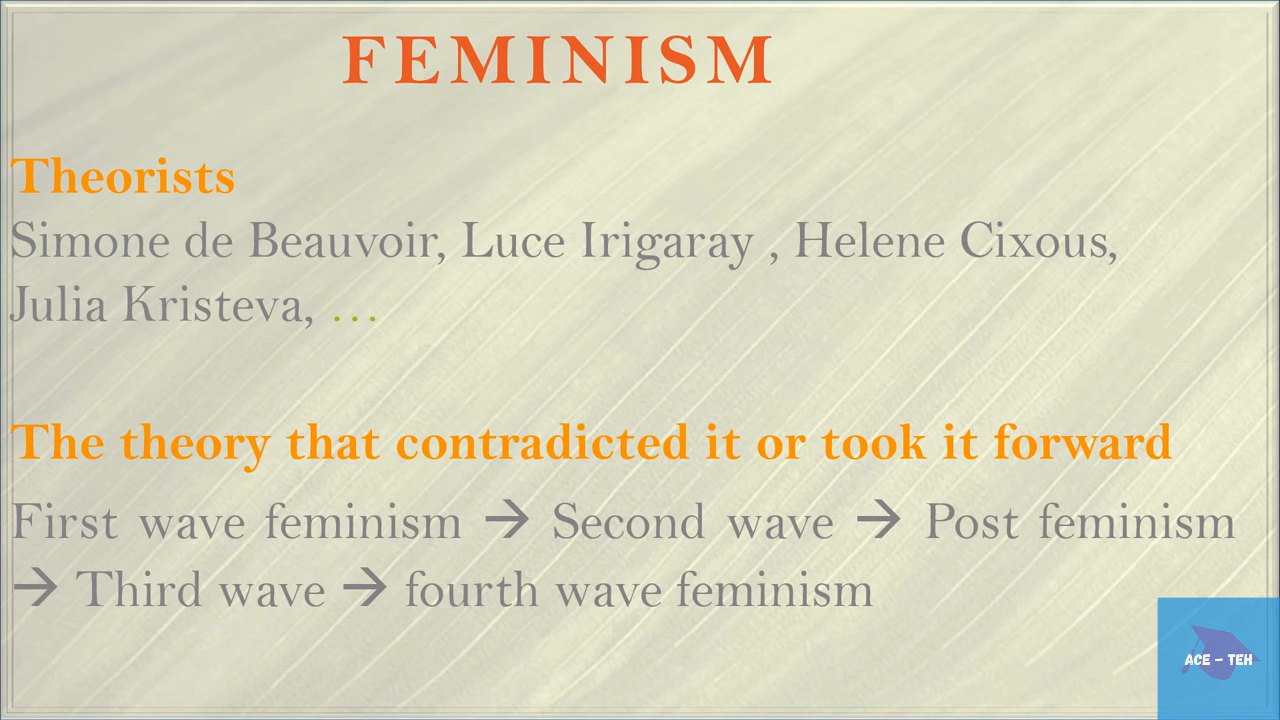 FEMINISM
Theorists
Simone de Beauvoir, Luce Irigaray , Helene Cixous,
Julia Kristeva, …
The theory that contradicted it or took it forward
First wave feminism → Second wave → Post feminism
→ Third wave → fourth wave feminism
ACE – TEH